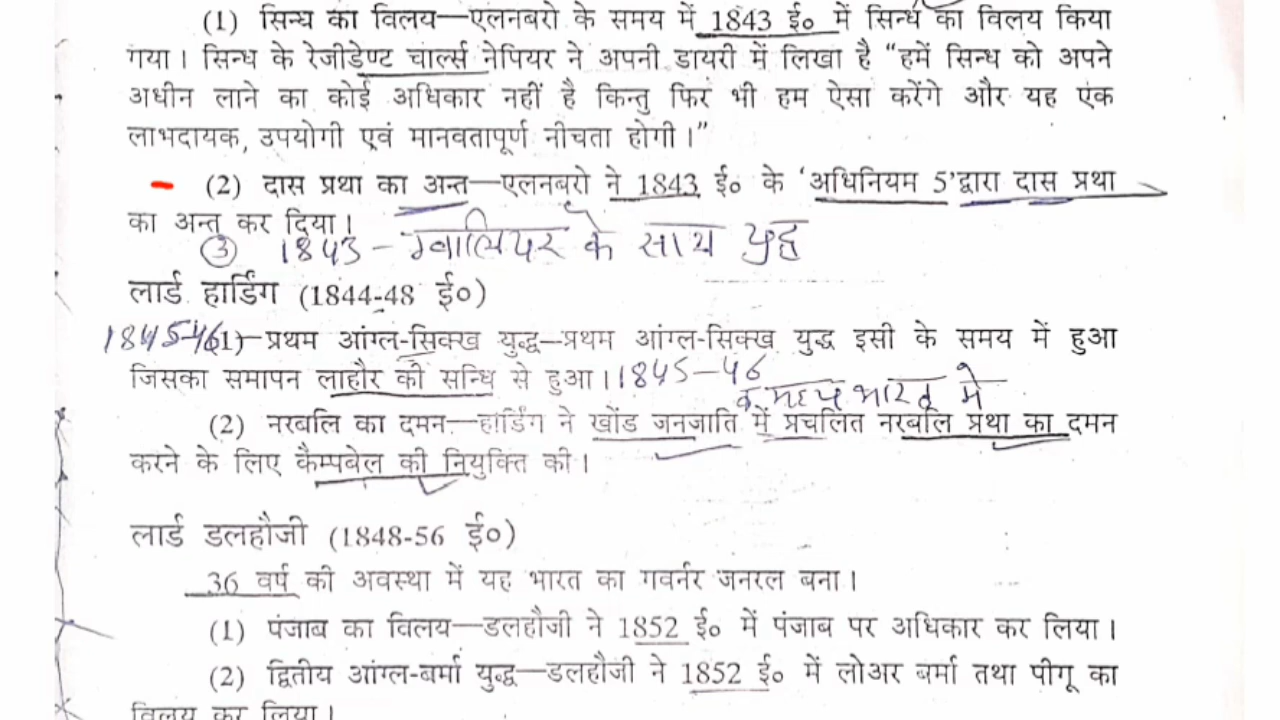 (1) सिन्ध का विलय—एलनबरो के समय में 1843 ई० में सिन्ध का विलय किया
गया। सिन्ध के रेजीडेण्ट चार्ल्स नेपियर ने अपनी डायरी में लिखा है “हमें सिन्ध को अपने
अधीन लाने का कोई अधिकार नहीं है किन्तु फिर भी हम ऐसा करेंगे और यह एक
लाभदायक, उपयोगी एवं मानवतापूर्ण नीचता होगी।”
(2) दास प्रथा का अन्त—एलनबरो ने 1843 ई० के ‘अधिनियम 5’द्वारा दास प्रथा
का अन्त कर दिया।
③ 1843 - ग्वालियर के साथ युद्ध
लार्ड हार्डिंग (1844-48 ई०)
1845-46 (1)—प्रथम आंग्ल-सिक्ख युद्ध—प्रथम आंग्ल-सिक्ख युद्ध इसी के समय में हुआ
जिसका समापन लाहौर की सन्धि से हुआ। 1845-46
मध्य भारत में
(2) नरबलि का दमन—हार्डिंग ने खोंड जनजाति में प्रचलित नरबलि प्रथा का दमन
करने के लिए कैम्पबेल की नियुक्ति की।
लार्ड डलहौजी (1848-56 ई०)
36 वर्ष की अवस्था में यह भारत का गवर्नर जनरल बना।
(1) पंजाब का विलय—डलहौजी ने 1852 ई० में पंजाब पर अधिकार कर लिया।
(2) द्वितीय आंग्ल-बर्मा युद्ध—डलहौजी ने 1852 ई० में लोअर बर्मा तथा पीगू का
विलय कर लिया।